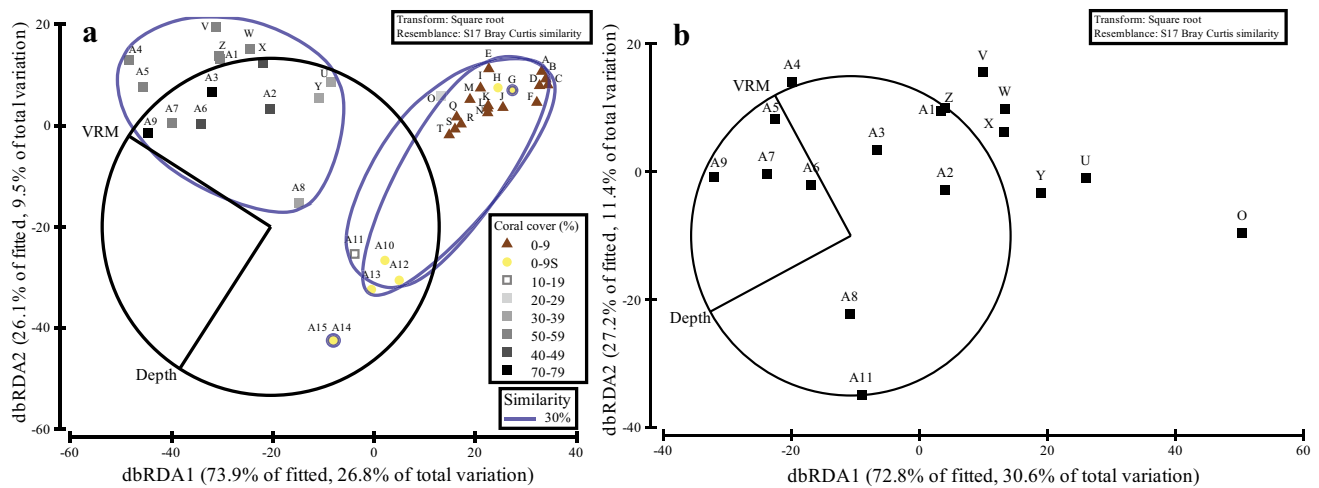 a
Transform: Square root
Resemblance: S17 Bray Curtis similarity
dbRDA2 (26.1% of fitted, 9.5% of total variation)
20
0
-20
-40
-60
V
W
A4
Z
A1
X
A5
A3
U
Y
A2
A7
A6
A9
VRM
A8
E
A
B
I
H
G
D
C
O
M
K
L
J
F
Q
N
S
R
T
A11
A10
A12
A13
A15
A14
Depth
Coral cover (%)
0-9
0-9S
10-19
20-29
30-39
50-59
40-49
70-79
Similarity
30%
-60
-40
-20
0
20
40
dbRDA1 (73.9% of fitted, 26.8% of total variation)
b
Transform: Square root
Resemblance: S17 Bray Curtis similarity
dbRDA2 (27.2% of fitted, 11.4% of total variation)
20
0
-20
-40
V
A4
VRM
A5
A1
Z
W
X
A3
A9
A7
A6
A2
U
Y
O
Depth
A8
A11
-40
-20
0
20
40
60
dbRDA1 (72.8% of fitted, 30.6% of total variation)